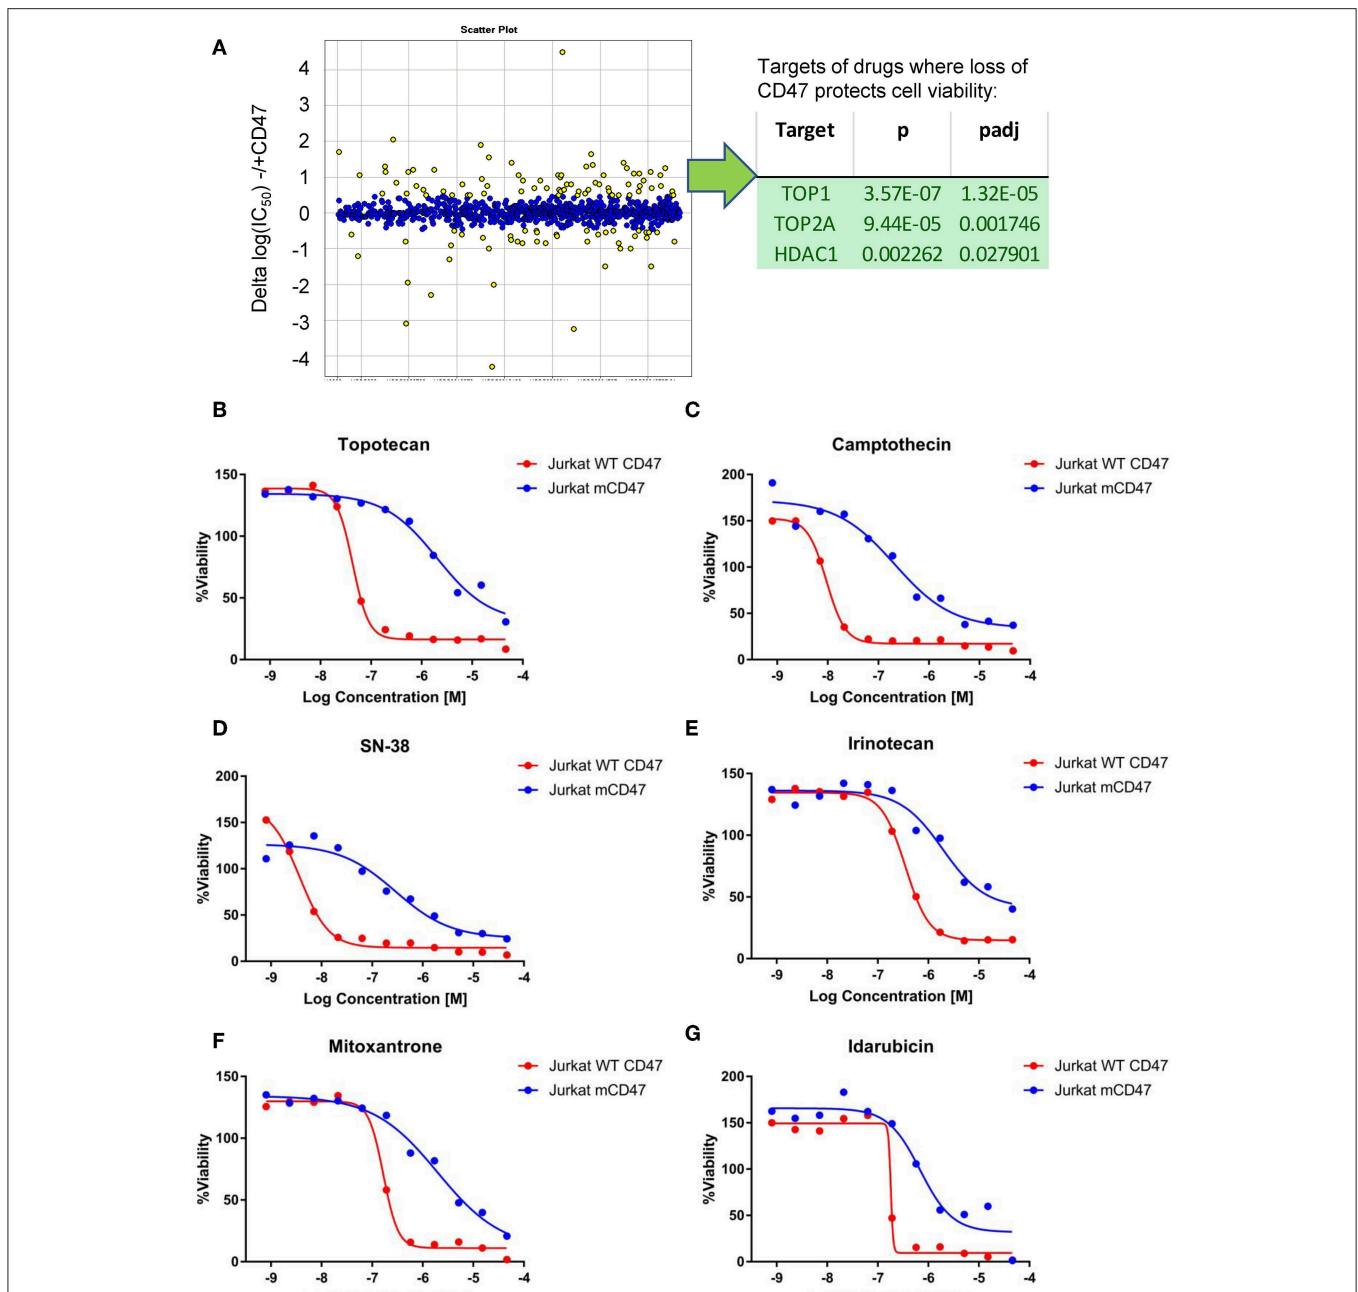 A
Scatter Plot
Delta log(IC50) -/+CD47
4
3
2
1
0
-1
-2
-3
-4
Targets of drugs where loss of
CD47 protects cell viability:
Target p padj
TOP1 3.57E-07 1.32E-05
TOP2A 9.44E-05 0.001746
HDAC1 0.002262 0.027901
B
Topotecan
Jurkat WT CD47
Jurkat mCD47
%Viability
150
100
50
0
-9 -8 -7 -6 -5 -4
Log Concentration [M]
C
Camptothecin
Jurkat WT CD47
Jurkat mCD47
%Viability
200
150
100
50
0
-9 -8 -7 -6 -5 -4
Log Concentration [M]
D
SN-38
Jurkat WT CD47
Jurkat mCD47
%Viability
200
150
100
50
0
-9 -8 -7 -6 -5 -4
Log Concentration [M]
E
Irinotecan
Jurkat WT CD47
Jurkat mCD47
%Viability
150
100
50
0
-9 -8 -7 -6 -5 -4
Log Concentration [M]
F
Mitoxantrone
Jurkat WT CD47
Jurkat mCD47
%Viability
150
100
50
0
-9 -8 -7 -6 -5 -4
G
Idarubicin
Jurkat WT CD47
Jurkat mCD47
%Viability
200
150
100
50
0
-9 -8 -7 -6 -5 -4